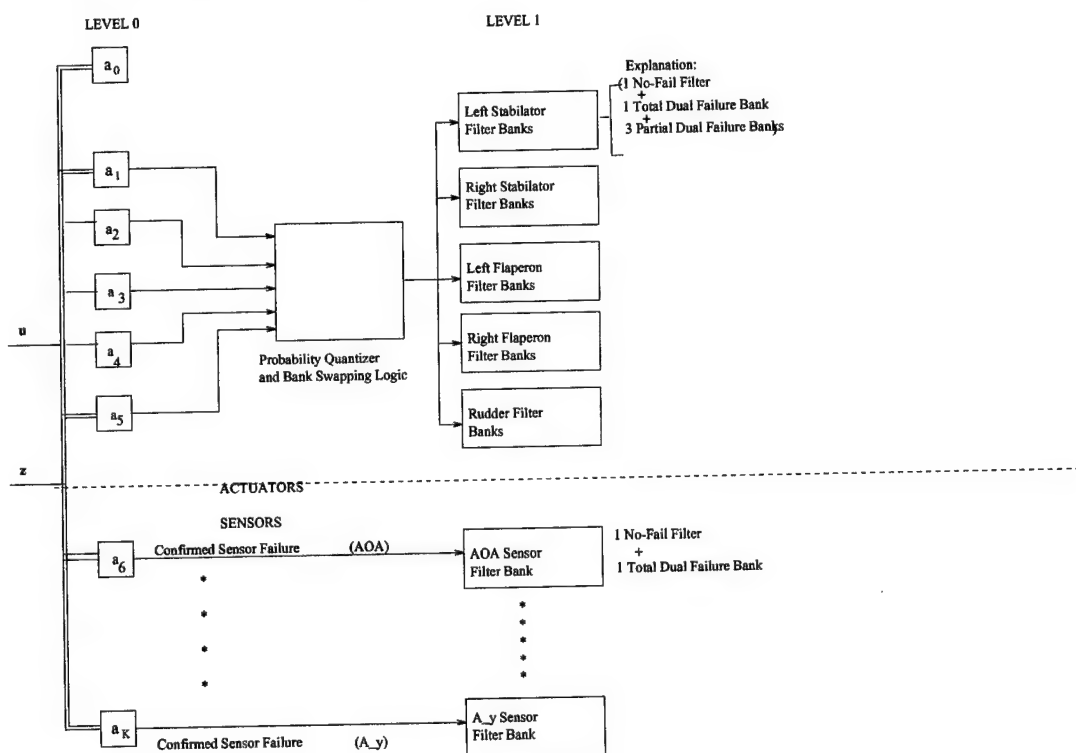 LEVEL 0
LEVEL 1
a0
Explanation:
(1 No-Fail Filter
+
1 Total Dual Failure Bank
+
3 Partial Dual Failure Banks)
Left Stabilator
Filter Banks
a1
Right Stabilator
Filter Banks
a2
Left Flaperon
Filter Banks
a3
u
a4
Right Flaperon
Filter Banks
Probability Quantizer
and Bank Swapping Logic
a5
Rudder Filter
Banks
z
ACTUATORS
SENSORS
a6
Confirmed Sensor Failure (AOA)
AOA Sensor
Filter Bank
1 No-Fail Filter
+
1 Total Dual Failure Bank
*
*
*
*
*
*
*
*
*
aK
Confirmed Sensor Failure (A_y)
A_y Sensor
Filter Bank